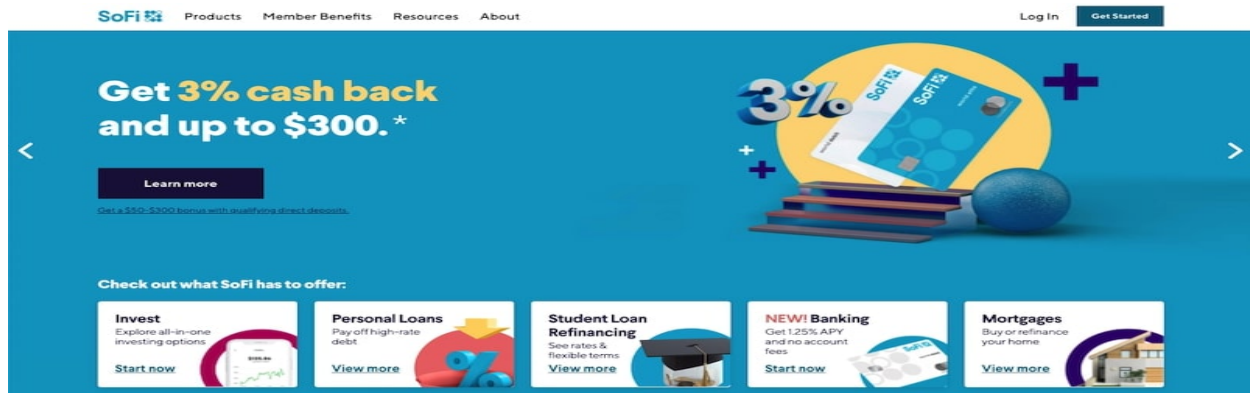 SoFi Products Member Benefits Resources About Log In Get Started
Get 3% cash back
and up to $300.*
3%
SoFi
SoFi
Learn more
Get a $50-$300 bonus with qualifying direct deposits.
Check out what SoFi has to offer:
Invest
Explore all-in-one
investing options
Start now
Personal Loans
Pay off high-rate
debt
View more
%
Student Loan
Refinancing
See rates &
flexible terms
View more
NEW! Banking
Get 1.25% APY
and no account
fees
Start now
SoFi
Mortgages
Buy or refinance
your home
View more